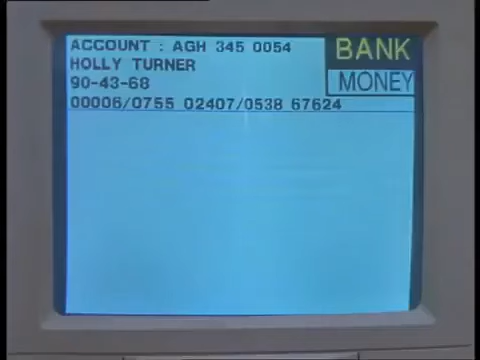 ACCOUNT : AGH 345 0054
HOLLY TURNER
90-43-68
00006/0755 02407/0538 67624
BANK
MONEY